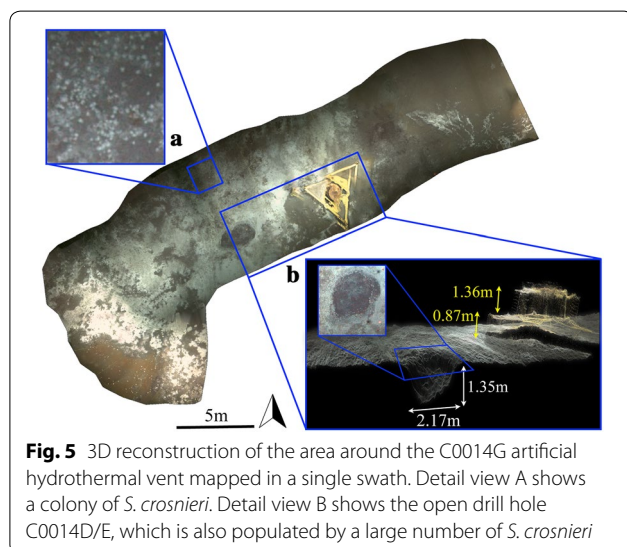 a
b
1.36m
0.87m
1.35m
2.17m
5m
Fig. 5 3D reconstruction of the area around the C0014G artificial
hydrothermal vent mapped in a single swath. Detail view A shows
a colony of S. crosnieri. Detail view B shows the open drill hole
C0014D/E, which is also populated by a large number of S. crosnieri